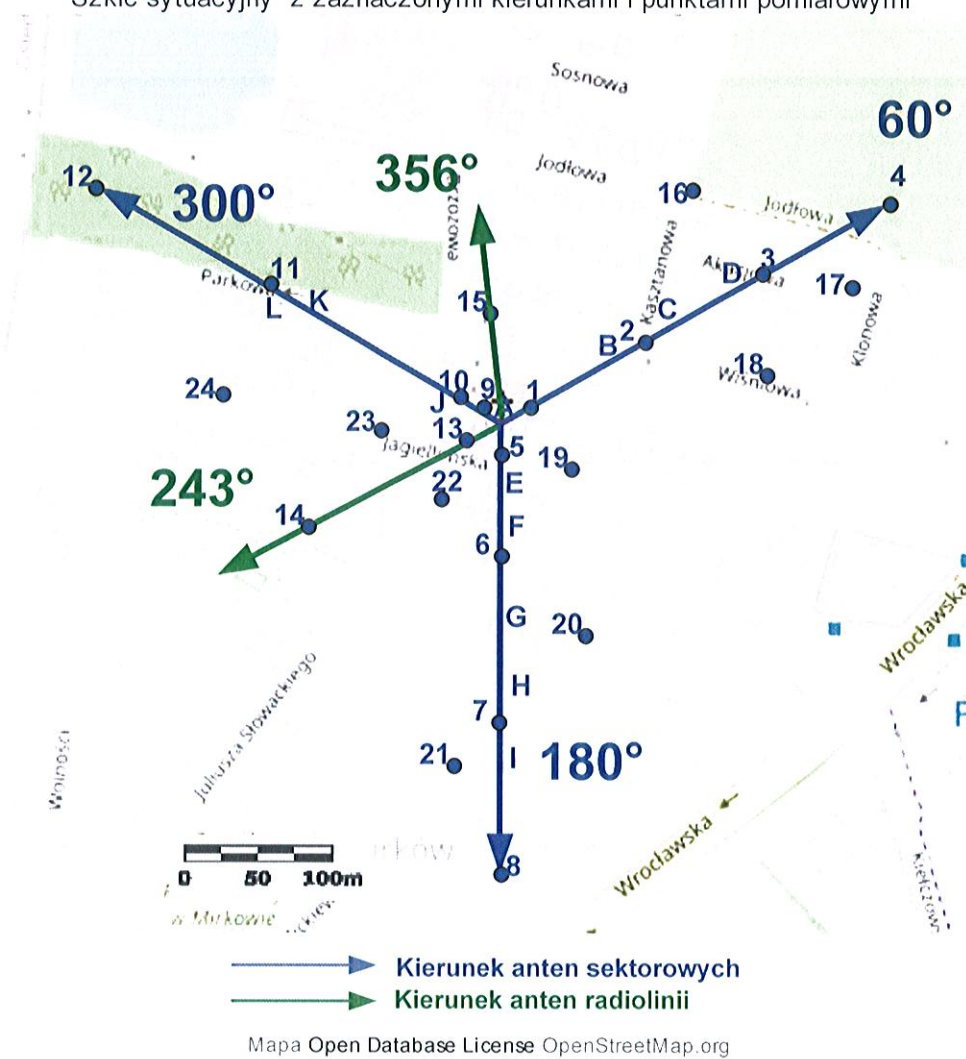 Szkic sytuacyjny z zaznaczonymi kierunkami i punktami pomiarowymi
Sosnowa
60°
356°
Jodłowa
12
300°
16
4
Jodłowa
Brzozowa
Kasztanowa
11
Parkowa
L
K
D
3
17
15
C
B
2
Klonowa
18
Wiśniowa
24
10
9
A
1
J
23
13
Jagiellońska
5
19
243°
22
E
14
F
6
G
20
Wrocławska
H
7
Juliusza Słowackiego
Wolności
21
I
180°
P
Wrocławska
8
0 50 100m
w Mirkowie
Kierunek anten sektorowych
Kierunek anten radiolinii
Mapa Open Database License OpenStreetMap.org